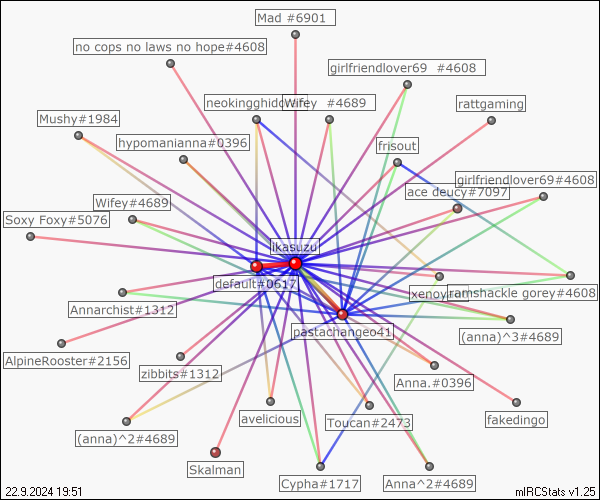 Mad #6901
no cops no laws no hope#4608
girlfriendlover69 #4608
neokingghido
Wifey #4689
rattgaming
Mushy#1984
hypomanianna#0396
frisout
girlfriendlover69#4608
ace deucy#7097
Wifey#4689
Soxy Foxy#5076
ikasuzu
default#0617
xenoy
ramshackle gorey#4608
Annarchist#1312
pastachangeo41
(anna)^3#4689
AlpineRooster#2156
zibbits#1312
Anna.#0396
avelicious
Toucan#2473
fakedingo
(anna)^2#4689
Skalman
Cypha#1717
Anna^2#4689
22.9.2024 19:51
mIRCStats v1.25